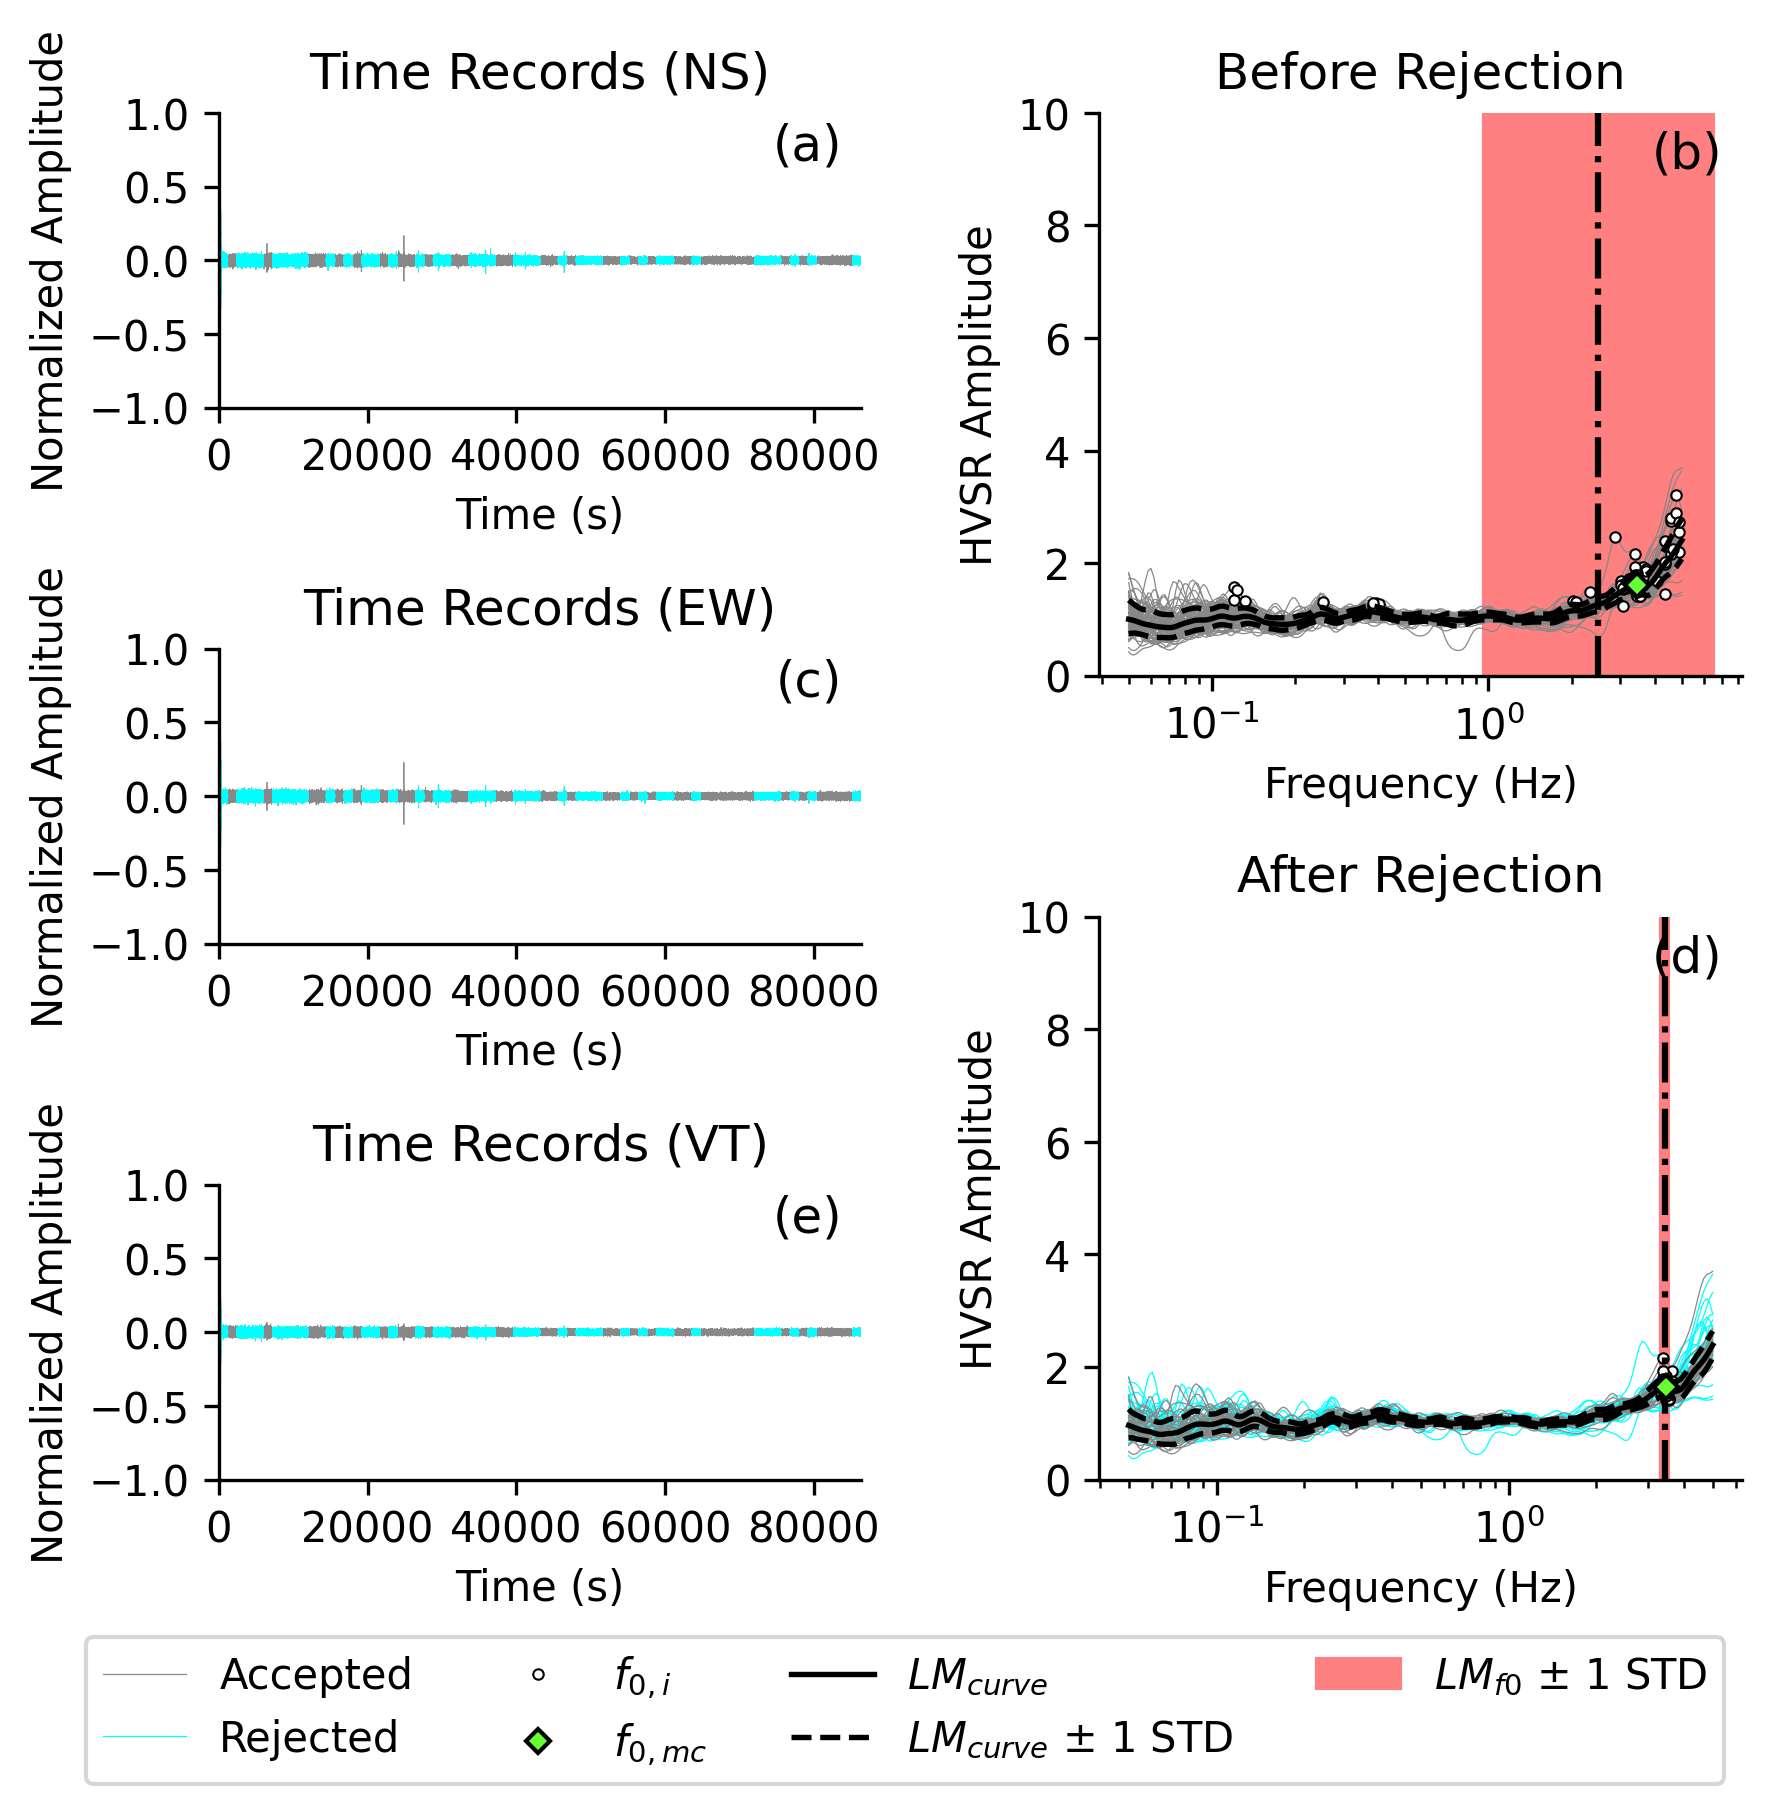 Time Records (NS)
Normalized Amplitude
1.0
0.5
0.0
−0.5
−1.0
(a)
0 20000 40000 60000 80000
Time (s)
Before Rejection
HVSR Amplitude
10
8
6
4
2
0
(b)
10⁻¹ 10⁰
Frequency (Hz)
Time Records (EW)
Normalized Amplitude
1.0
0.5
0.0
−0.5
−1.0
(c)
0 20000 40000 60000 80000
Time (s)
After Rejection
HVSR Amplitude
10
8
6
4
2
0
(d)
10⁻¹ 10⁰
Frequency (Hz)
Time Records (VT)
Normalized Amplitude
1.0
0.5
0.0
−0.5
−1.0
(e)
0 20000 40000 60000 80000
Time (s)
Accepted
Rejected
f0,i
f0,mc
LMcurve
LMcurve ± 1 STD
LMf0 ± 1 STD